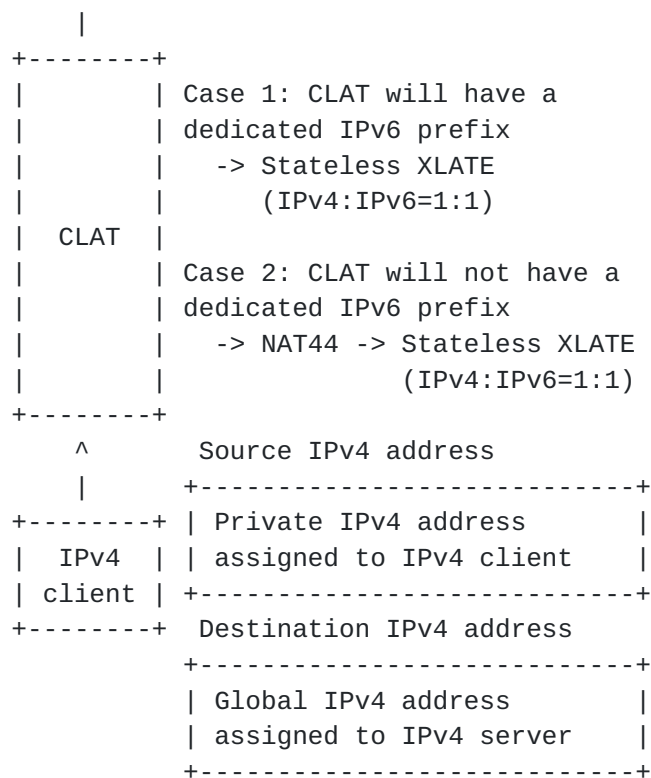 Case 1: CLAT will have a
dedicated IPv6 prefix
-> Stateless XLATE
(IPv4:IPv6=1:1)
CLAT
Case 2: CLAT will not have a
dedicated IPv6 prefix
-> NAT44 -> Stateless XLATE
(IPv4:IPv6=1:1)
Source IPv4 address
Private IPv4 address
assigned to IPv4 client
IPv4
client
Destination IPv4 address
Global IPv4 address
assigned to IPv4 server